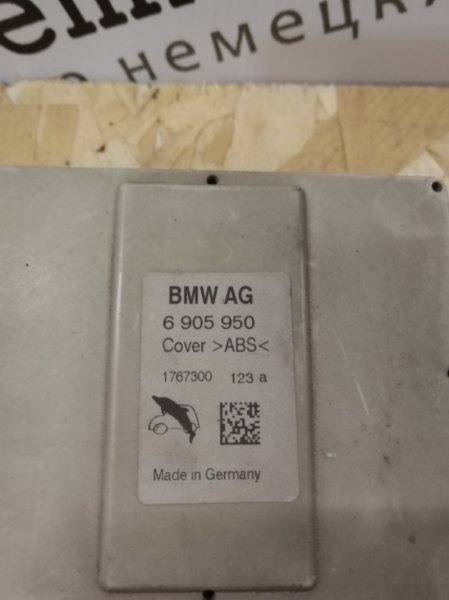 немецк
BMW AG
6 905 950
Cover >ABS<
1767300 123 a
Made in Germany